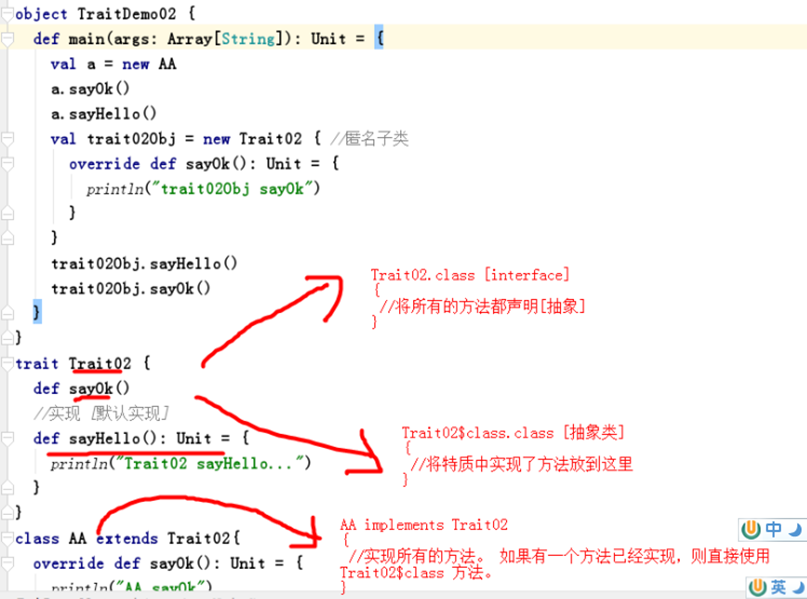 object TraitDemo02 {
def main(args: Array[String]): Unit = {
val a = new AA
a.sayOk()
a.sayHello()
val trait02Obj = new Trait02 { //匿名子类
override def sayOk(): Unit = {
println("trait02Obj sayOk")
}
}
trait02Obj.sayHello()
trait02Obj.sayOk()
}
}
Trait02.class [interface]
{
//将所有的方法都声明[抽象]
}
trait Trait02 {
def sayOk()
//实现 [默认实现]
def sayHello(): Unit = {
println("Trait02 sayHello...")
}
}
Trait02$class.class [抽象类]
{
//将特质中实现了方法放到这里
}
class AA extends Trait02{
override def sayOk(): Unit = {
println("AA sayOk")
AA implements Trait02
{
//实现所有的方法。 如果有一个方法已经实现，则直接使用
Trait02$class 方法。
}
中
英